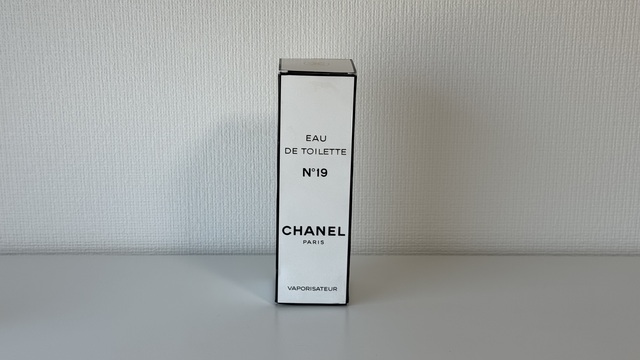 EAU
DE TOILETTE
N°19
CHANEL
PARIS
VAPORISATEUR